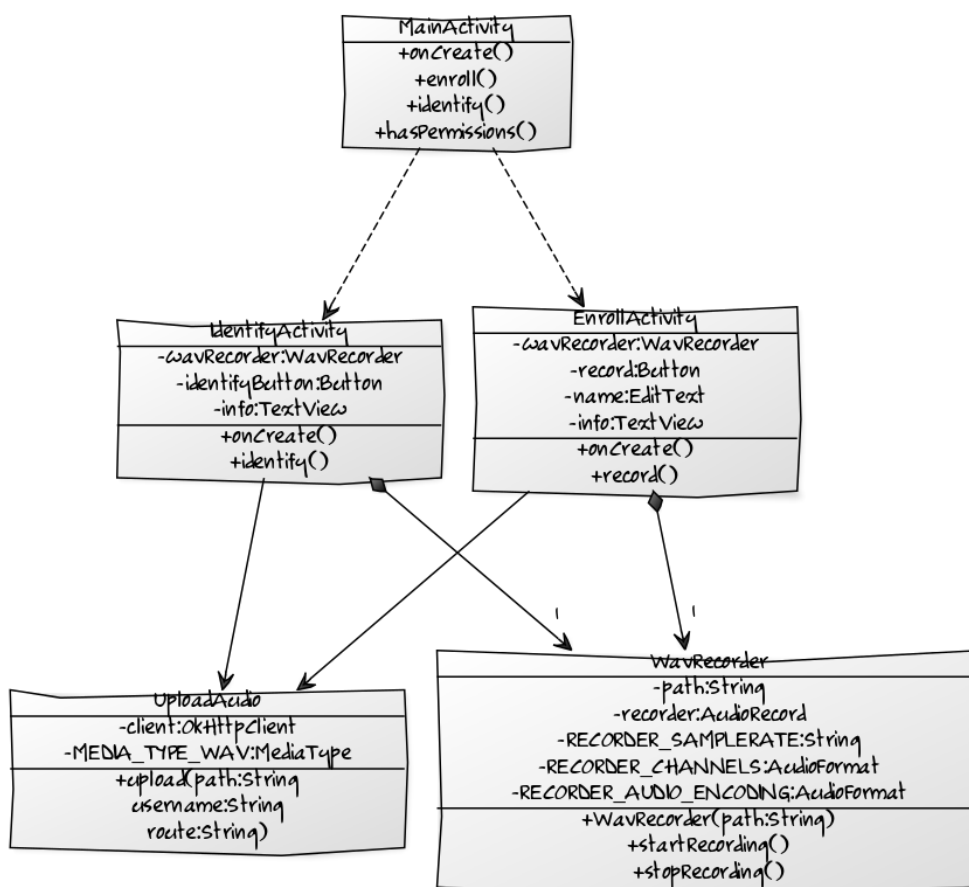 MainActivity
+onCreate()
+enroll()
+identify()
+hasPermissions()
IdentifyActivity
-wavRecorder:WavRecorder
-identifyButton:Button
-info:TextView
+onCreate()
+identify()
EnrollActivity
-wavRecorder:WavRecorder
-record:Button
-name:EditText
-info:TextView
+onCreate()
+record()
1
1
UploadAudio
-client:OkHttpClient
-MEDIA_TYPE_WAV:MediaType
+upload(path:String
username:String
route:String)
WavRecorder
-path:String
-recorder:AudioRecord
-RECORDER_SAMPLERATE:String
-RECORDER_CHANNELS:AudioFormat
-RECORDER_AUDIO_ENCODING:AudioFormat
+WavRecorder(path:String)
+startRecording()
+stopRecording()